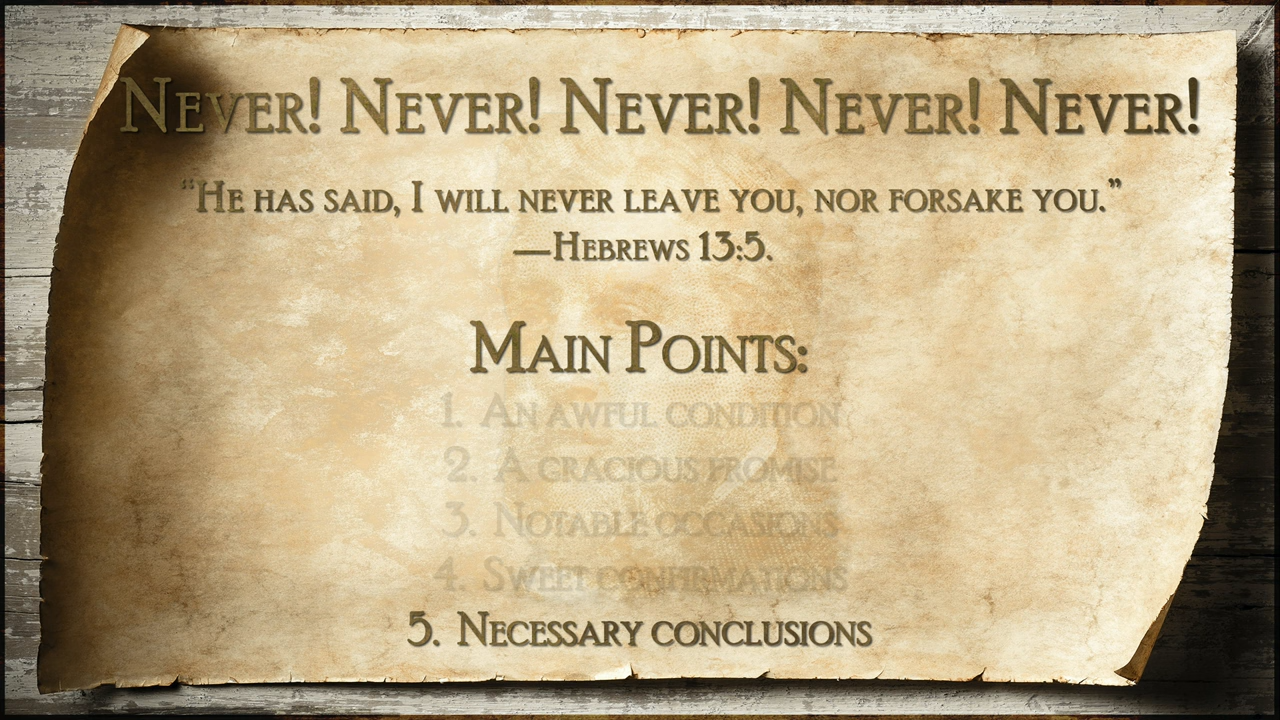 Never! Never! Never! Never! Never!
“He has said, I will never leave you, nor forsake you.”
—Hebrews 13:5.
Main Points:
1. An awful condition
2. A gracious promise
3. Notable occasions
4. Sweet confirmations
5. Necessary conclusions